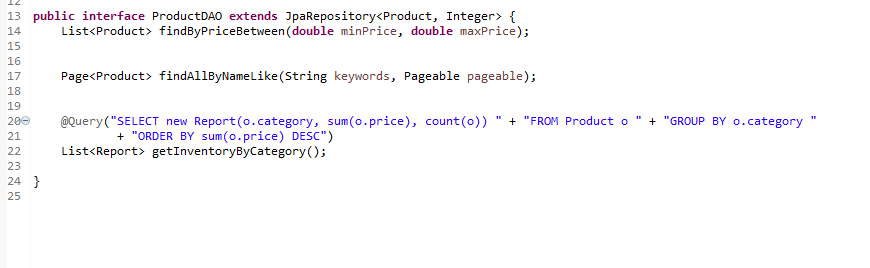 12
13 public interface ProductDAO extends JpaRepository<Product, Integer> {
14     List<Product> findByPriceBetween(double minPrice, double maxPrice);
15
16
17     Page<Product> findAllByNameLike(String keywords, Pageable pageable);
18
19
20     @Query("SELECT new Report(o.category, sum(o.price), count(o)) " + "FROM Product o " + "GROUP BY o.category "
21             + "ORDER BY sum(o.price) DESC")
22     List<Report> getInventoryByCategory();
23
24 }
25